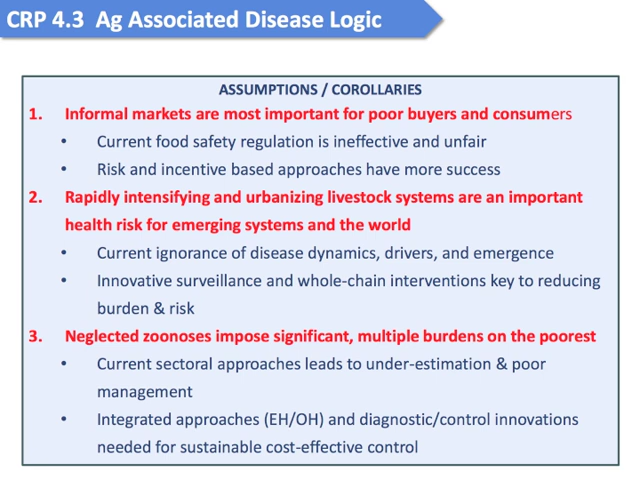 CRP 4.3 Ag Associated Disease Logic
ASSUMPTIONS / COROLLARIES
1. Informal markets are most important for poor buyers and consumers
• Current food safety regulation is ineffective and unfair
• Risk and incentive based approaches have more success
2. Rapidly intensifying and urbanizing livestock systems are an important
health risk for emerging systems and the world
• Current ignorance of disease dynamics, drivers, and emergence
• Innovative surveillance and whole-chain interventions key to reducing
burden & risk
3. Neglected zoonoses impose significant, multiple burdens on the poorest
• Current sectoral approaches leads to under-estimation & poor
management
• Integrated approaches (EH/OH) and diagnostic/control innovations
needed for sustainable cost-effective control